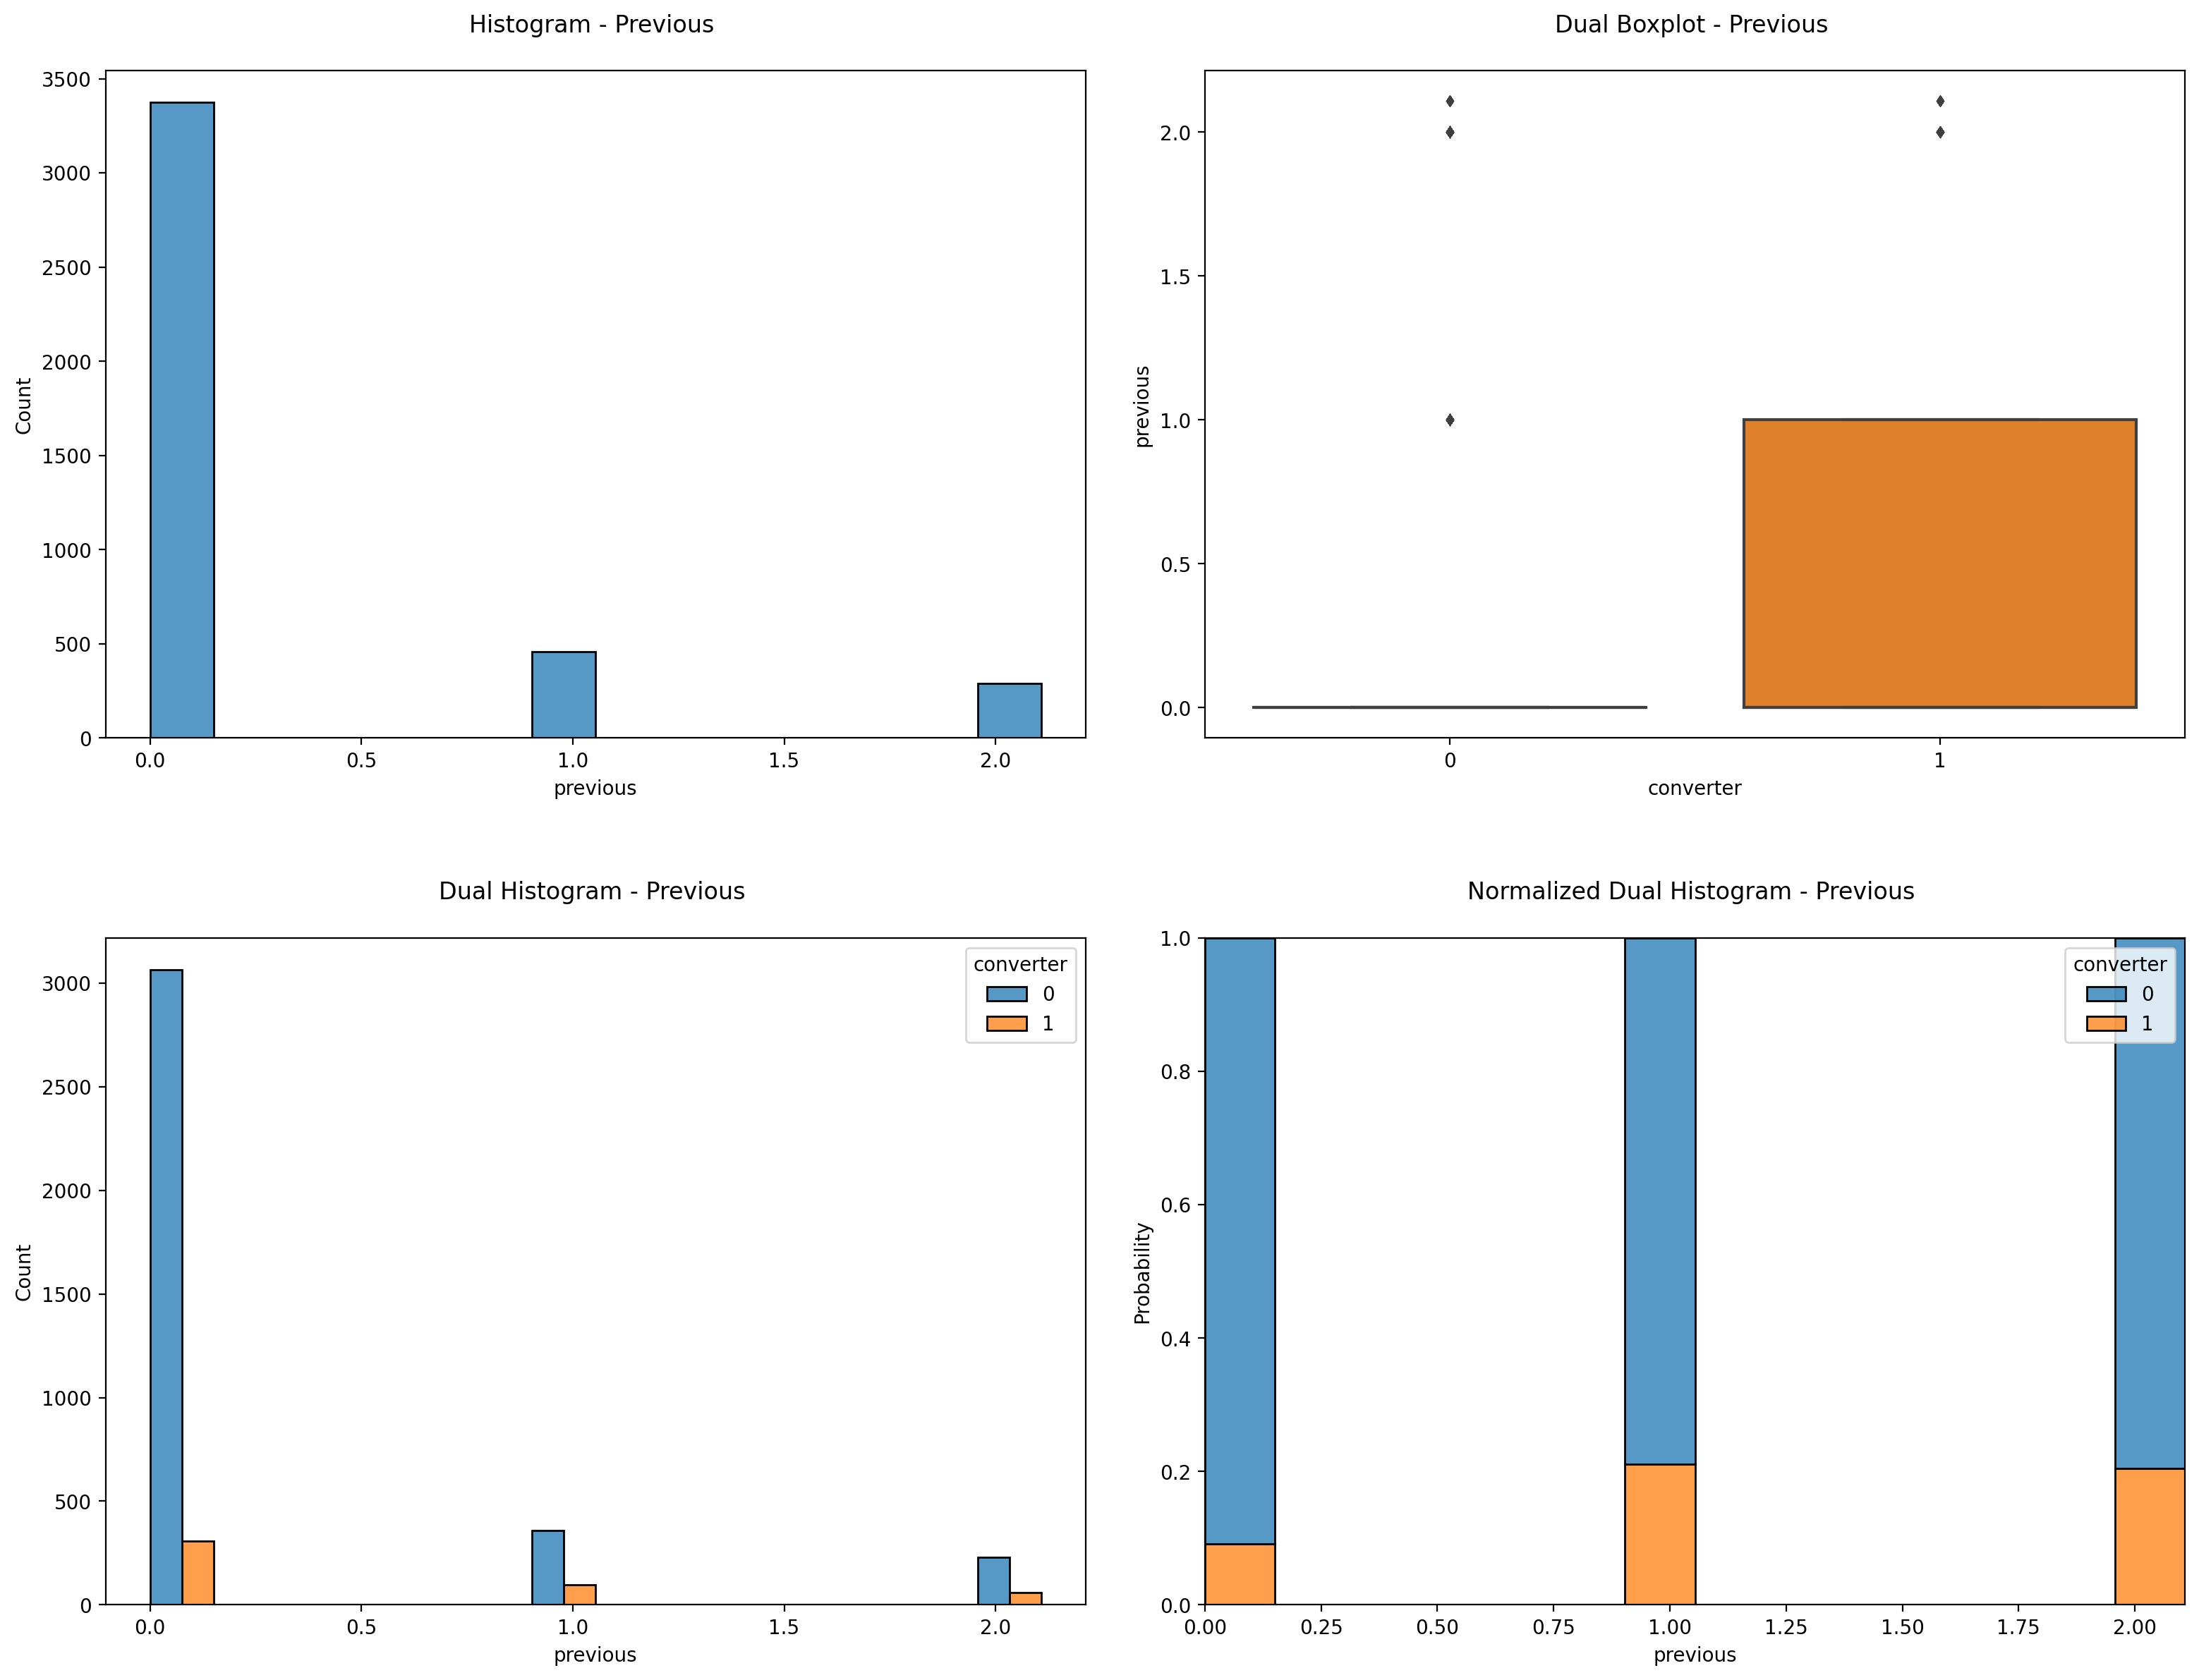 Histogram - Previous
3500
3000
2500
2000
1500
1000
500
0
Count
0.0 0.5 1.0 1.5 2.0
previous
Dual Boxplot - Previous
2.0
1.5
1.0
0.5
0.0
previous
0 1
converter
Dual Histogram - Previous
3000
2500
2000
1500
1000
500
0
Count
converter
0
1
0.0 0.5 1.0 1.5 2.0
previous
Normalized Dual Histogram - Previous
1.0
0.8
0.6
0.4
0.2
0.0
Probability
converter
0
1
0.00 0.25 0.50 0.75 1.00 1.25 1.50 1.75 2.00
previous